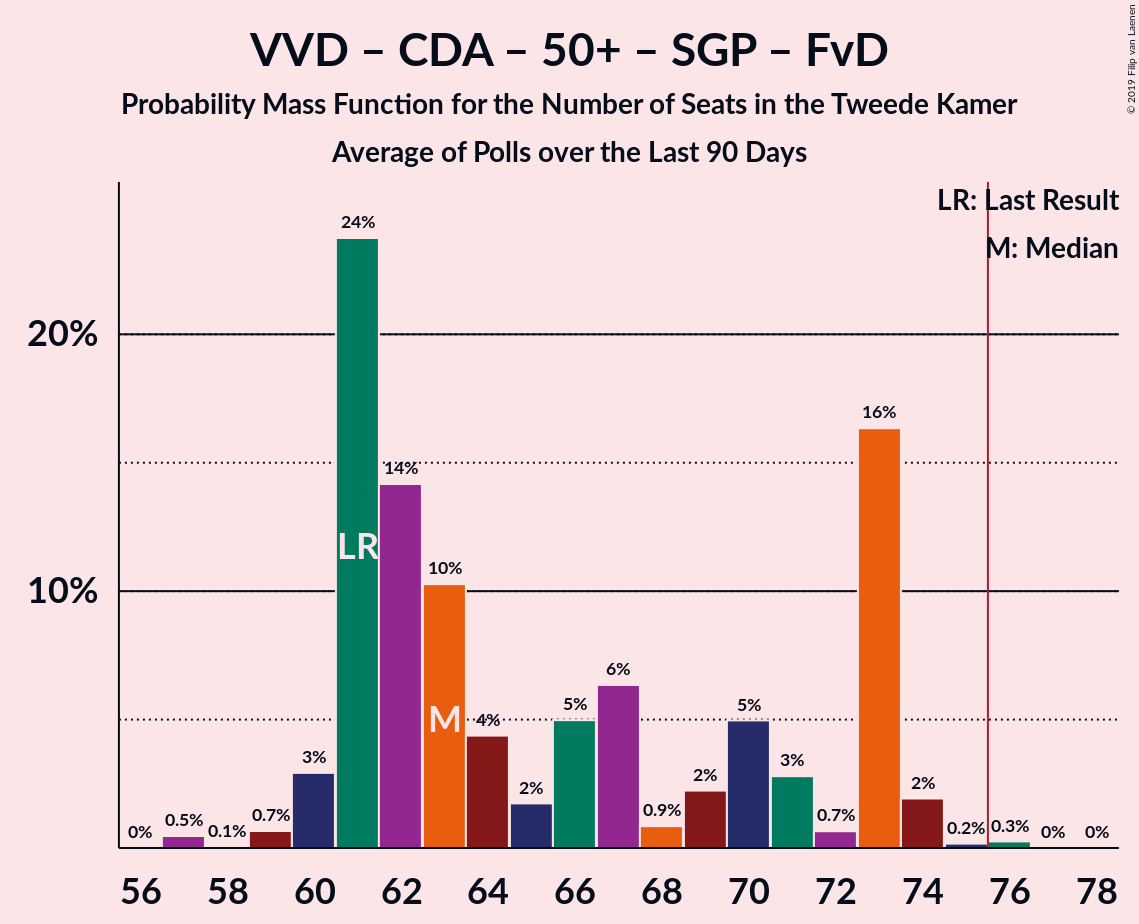 VVD – CDA – 50+ – SGP – FvD
Probability Mass Function for the Number of Seats in the Tweede Kamer
Average of Polls over the Last 90 Days
© 2019 Filip van Laenen
LR: Last Result
M: Median
20%
10%
0%
0.5%
0.1%
0.7%
3%
24%
14%
10%
4%
2%
5%
6%
0.9%
2%
5%
3%
0.7%
16%
2%
0.2%
0.3%
0%
0%
LR
M
56 58 60 62 64 66 68 70 72 74 76 78